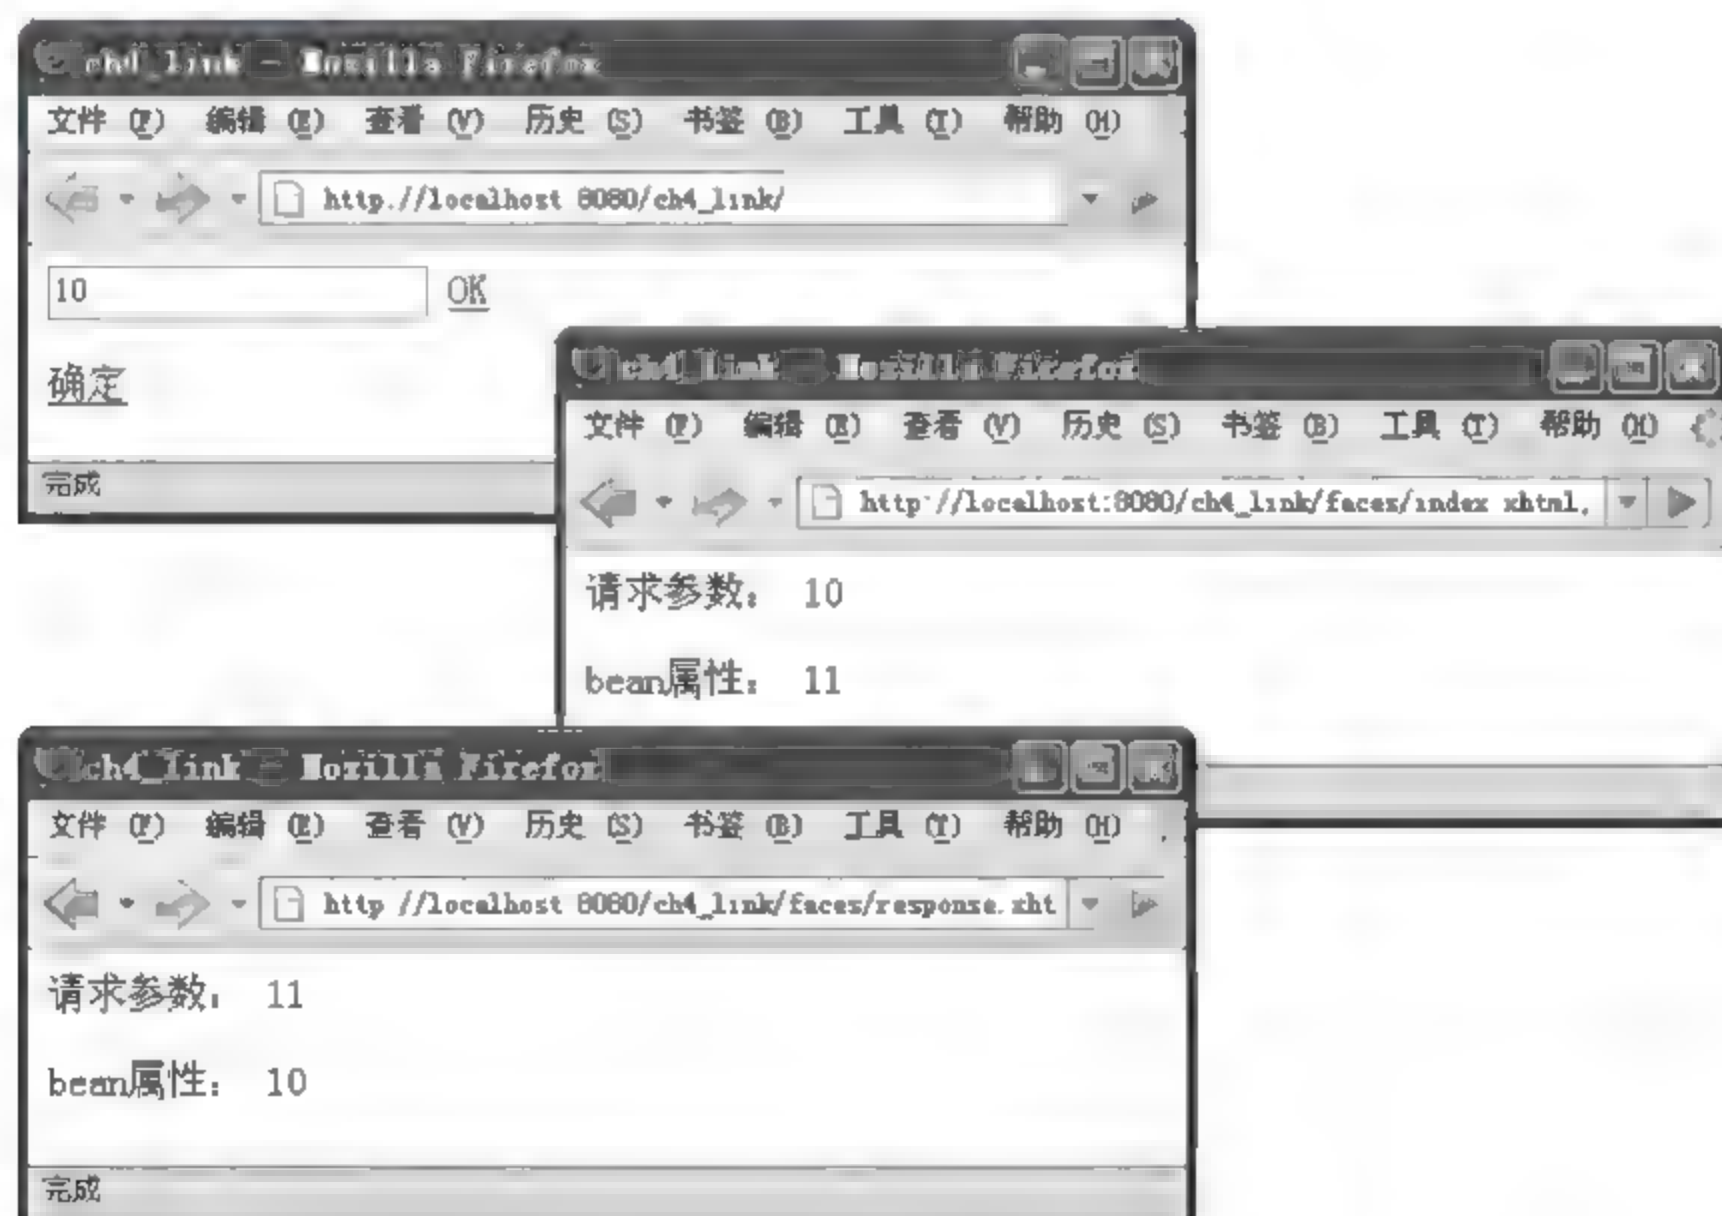 ch4_link - Mozilla Firefox
文件 (F) 编辑 (E) 查看 (V) 历史 (S) 书签 (B) 工具 (T) 帮助 (H)
http://localhost 8080/ch4_link/
10 OK
确定
完成
ch4_link - Mozilla Firefox
文件 (F) 编辑 (E) 查看 (V) 历史 (S) 书签 (B) 工具 (T) 帮助 (H)
http://localhost:8080/ch4_link/faces/index xhtml
请求参数： 10
bean属性： 11
ch4_link - Mozilla Firefox
文件 (F) 编辑 (E) 查看 (V) 历史 (S) 书签 (B) 工具 (T) 帮助 (H)
http //localhost 8080/ch4_link/faces/response.xht
请求参数： 11
bean属性： 10
完成